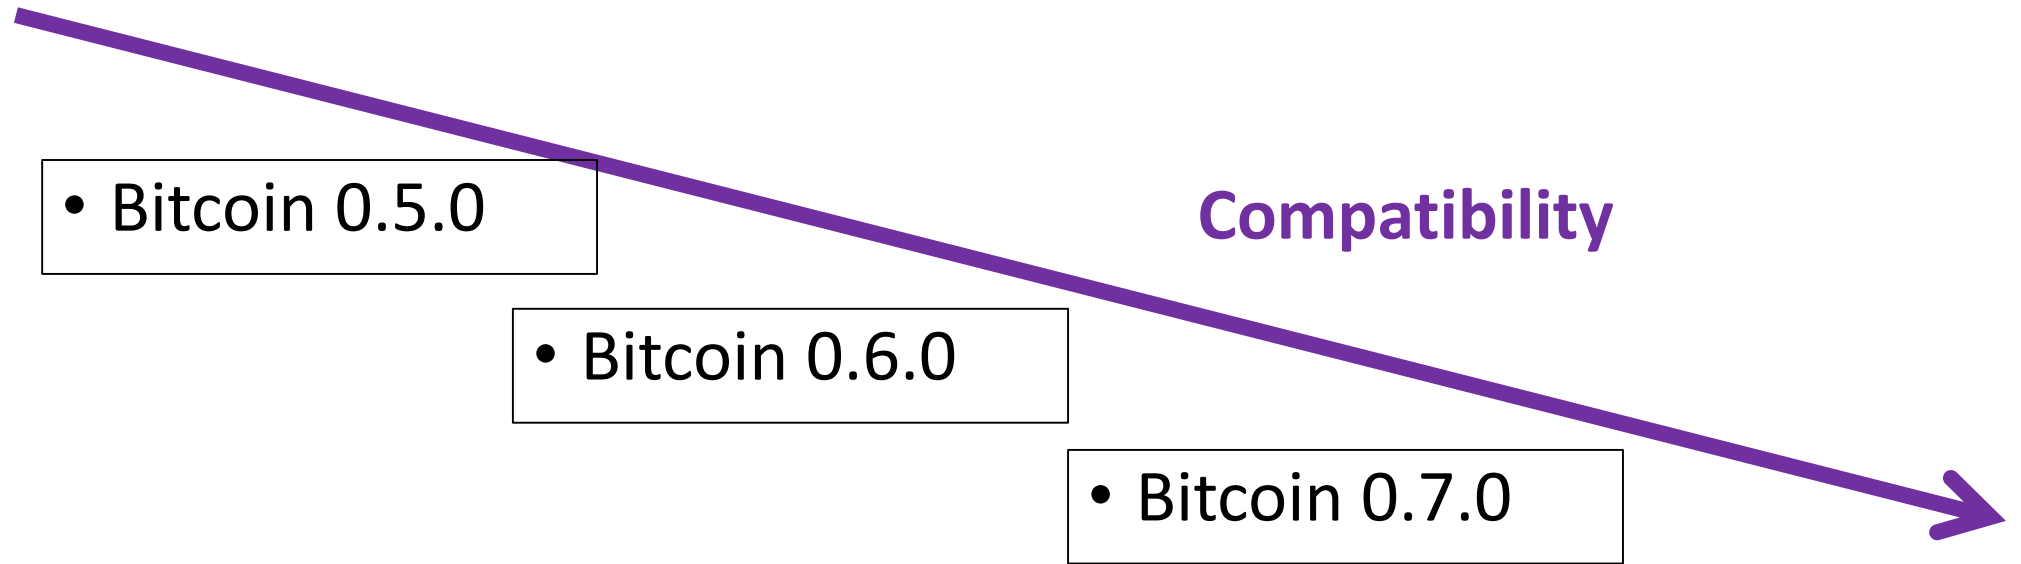 • Bitcoin 0.5.0
Compatibility
• Bitcoin 0.6.0
• Bitcoin 0.7.0